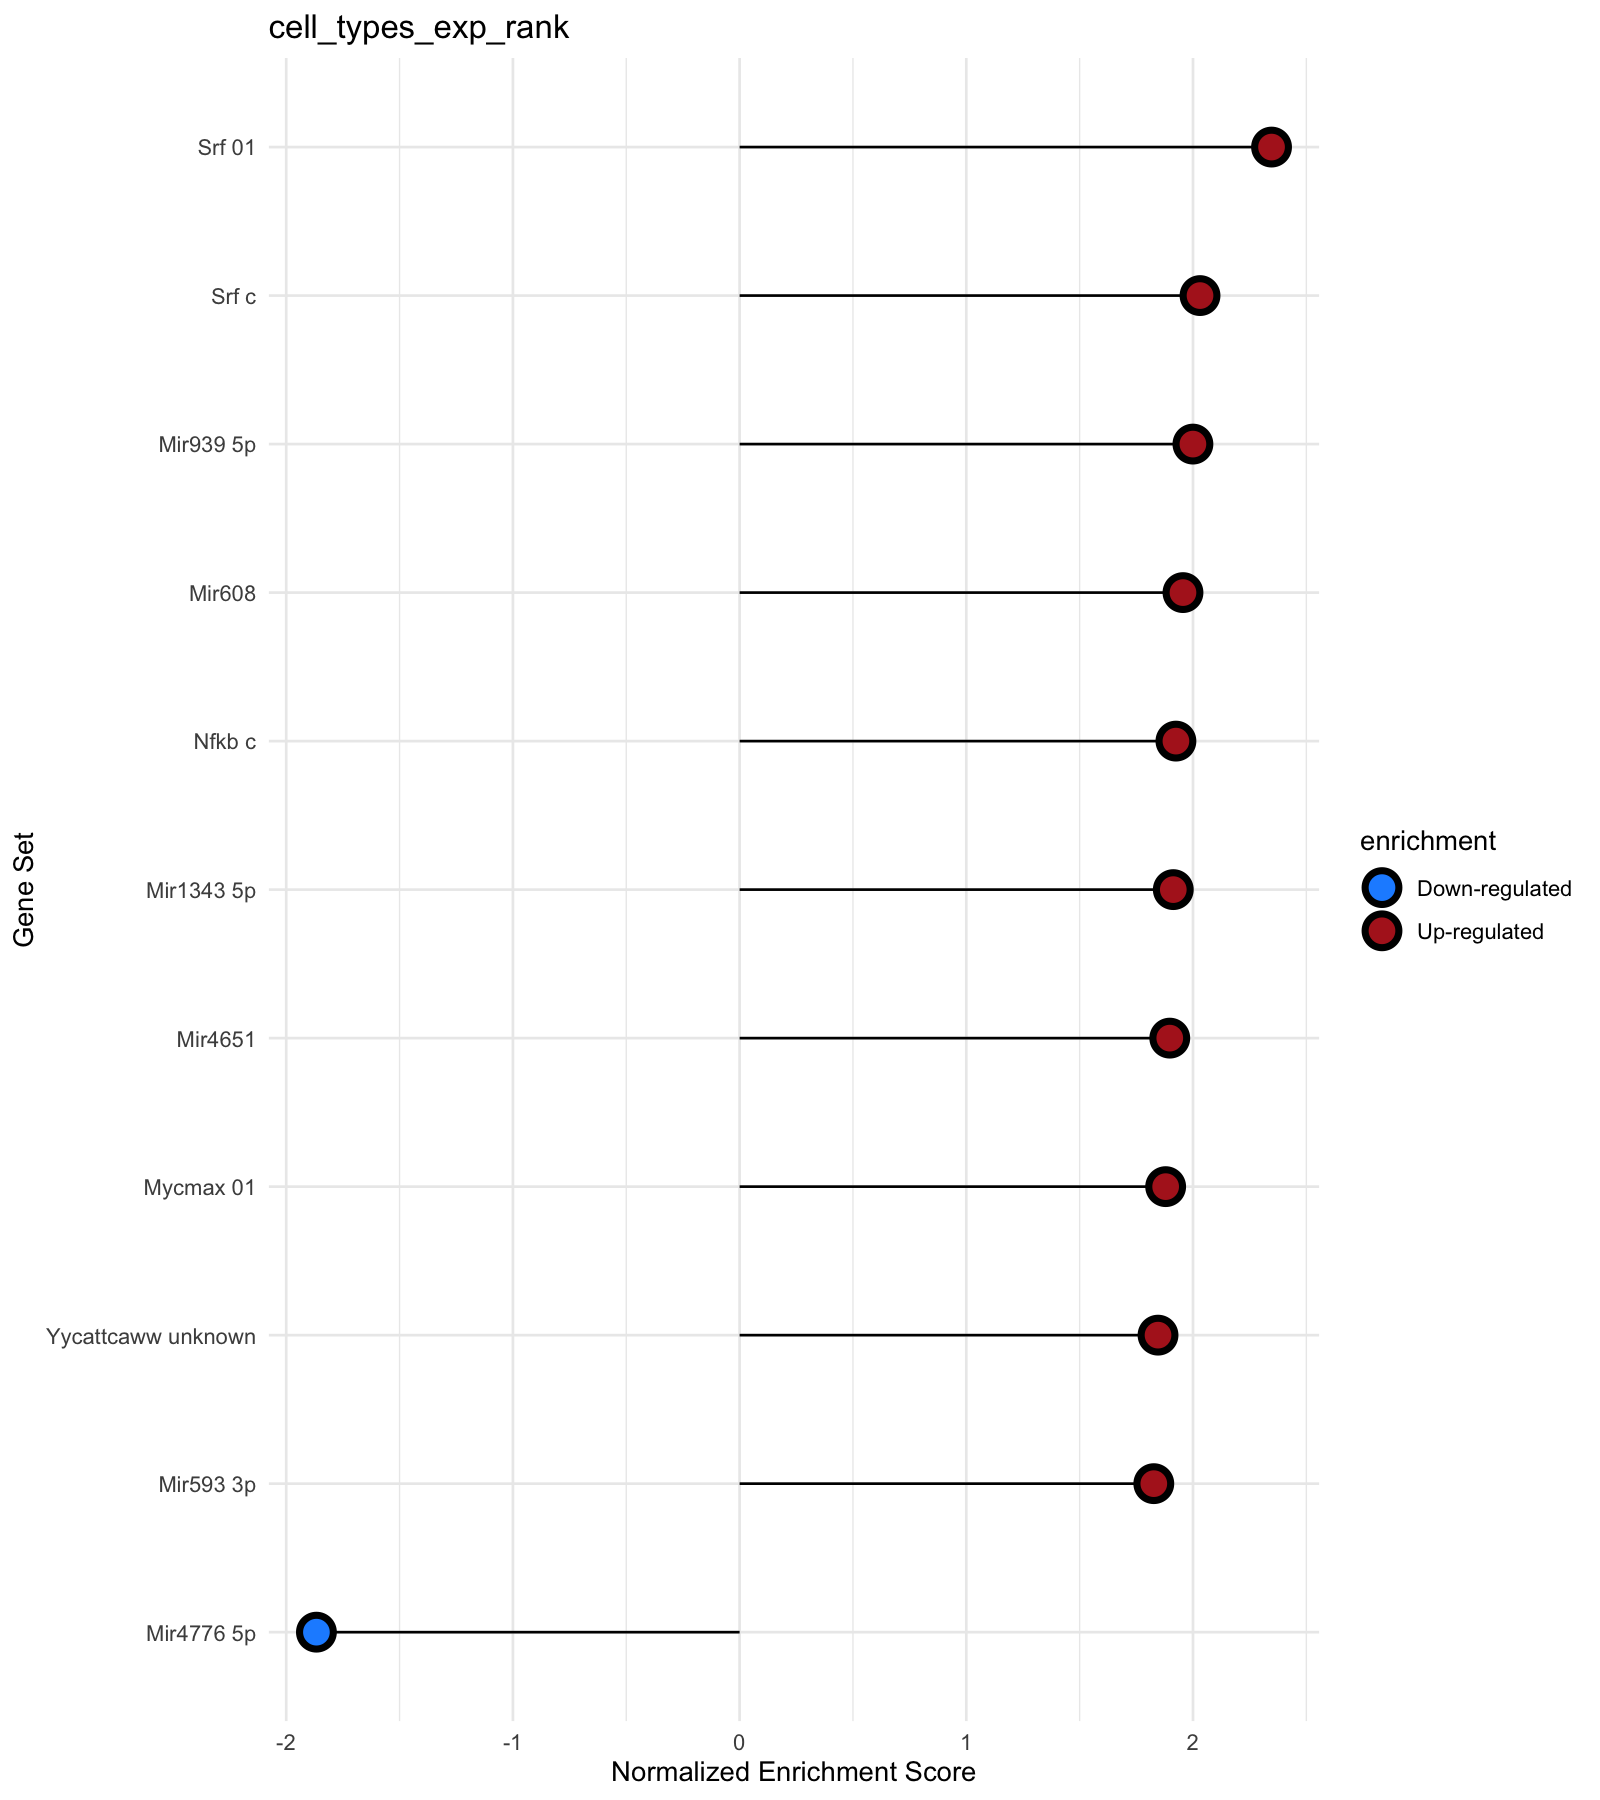 cell_types_exp_rank
Srf 01
Srf c
Mir939 5p
Mir608
Nfkb c
Mir1343 5p
Mir4651
Mycmax 01
Yycattcaww unknown
Mir593 3p
Mir4776 5p
Gene Set
-2 -1 0 1 2
Normalized Enrichment Score
enrichment
Down-regulated
Up-regulated